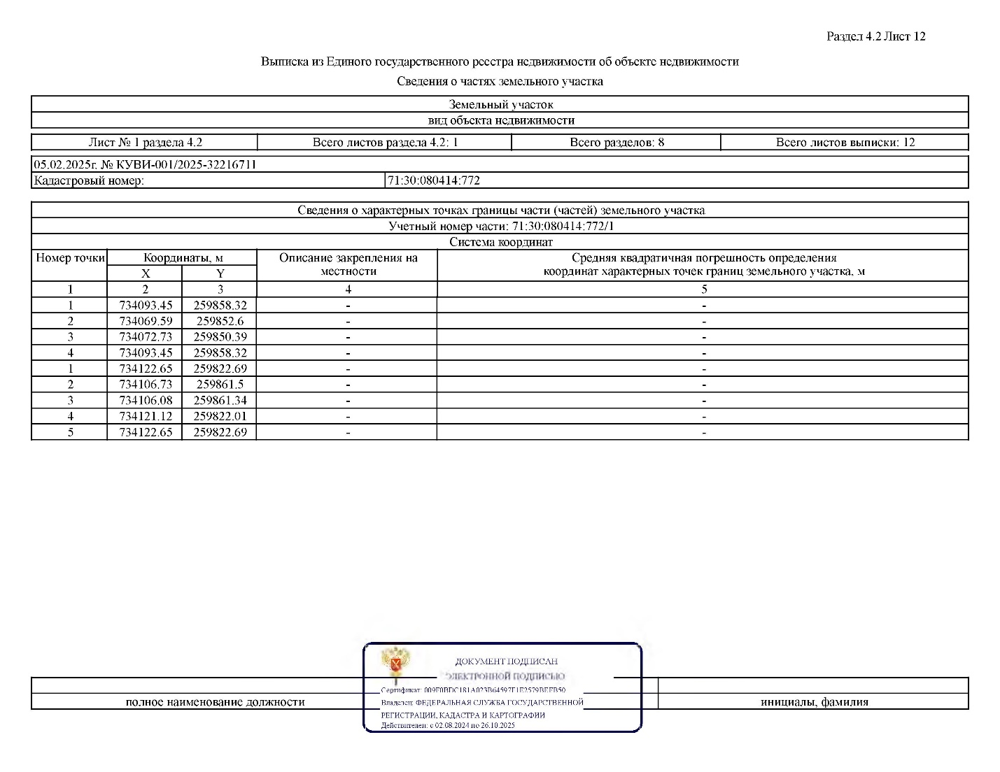 Раздел 4.2 Лист 12
Выписка из Единого государственного реестра недвижимости об объекте недвижимости
Сведения о частях земельного участка
Земельный участок
вид объекта недвижимости
Лист № 1 раздела 4.2 Всего листов раздела 4.2: 1 Всего разделов: 8 Всего листов выписки: 12
05.02.2025г. № КУВИ-001/2025-32216711
Кадастровый номер: 71:30:080414:772
Сведения о характерных точках границы части (частей) земельного участка
Учетный номер части: 71:30:080414:772/1
Система координат
Номер точки Координаты, м Описание закрепления на местности Средняя квадратичная погрешность определения координат характерных точек границ земельного участка, м
X Y
1 2 3 4 5
1 734093.45 259858.32 - -
2 734069.59 259852.6 - -
3 734072.73 259850.39 - -
4 734093.45 259858.32 - -
1 734122.65 259822.69 - -
2 734106.73 259861.5 - -
3 734106.08 259861.34 - -
4 734121.12 259822.01 - -
5 734122.65 259822.69 - -
ДОКУМЕНТ ПОДПИСАН
ЭЛЕКТРОННОЙ ПОДПИСЬЮ
Сертификат:
Владелец: ФЕДЕРАЛЬНАЯ СЛУЖБА ГОСУДАРСТВЕННОЙ
РЕГИСТРАЦИИ, КАДАСТРА И КАРТОГРАФИИ
Действителен: с 02.08.2024 по 26.10.2025
полное наименование должности
инициалы, фамилия